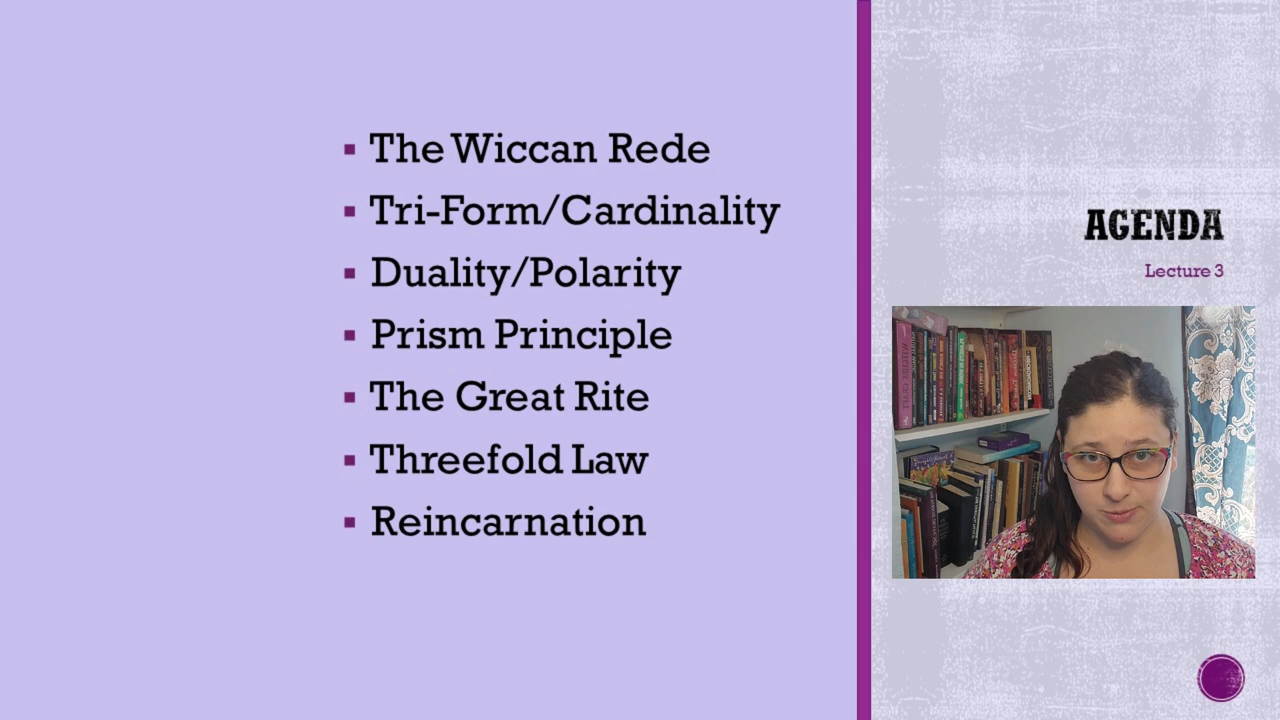 The Wiccan Rede
Tri-Form/Cardinality
Duality/Polarity
Prism Principle
The Great Rite
Threefold Law
Reincarnation
AGENDA
Lecture 3